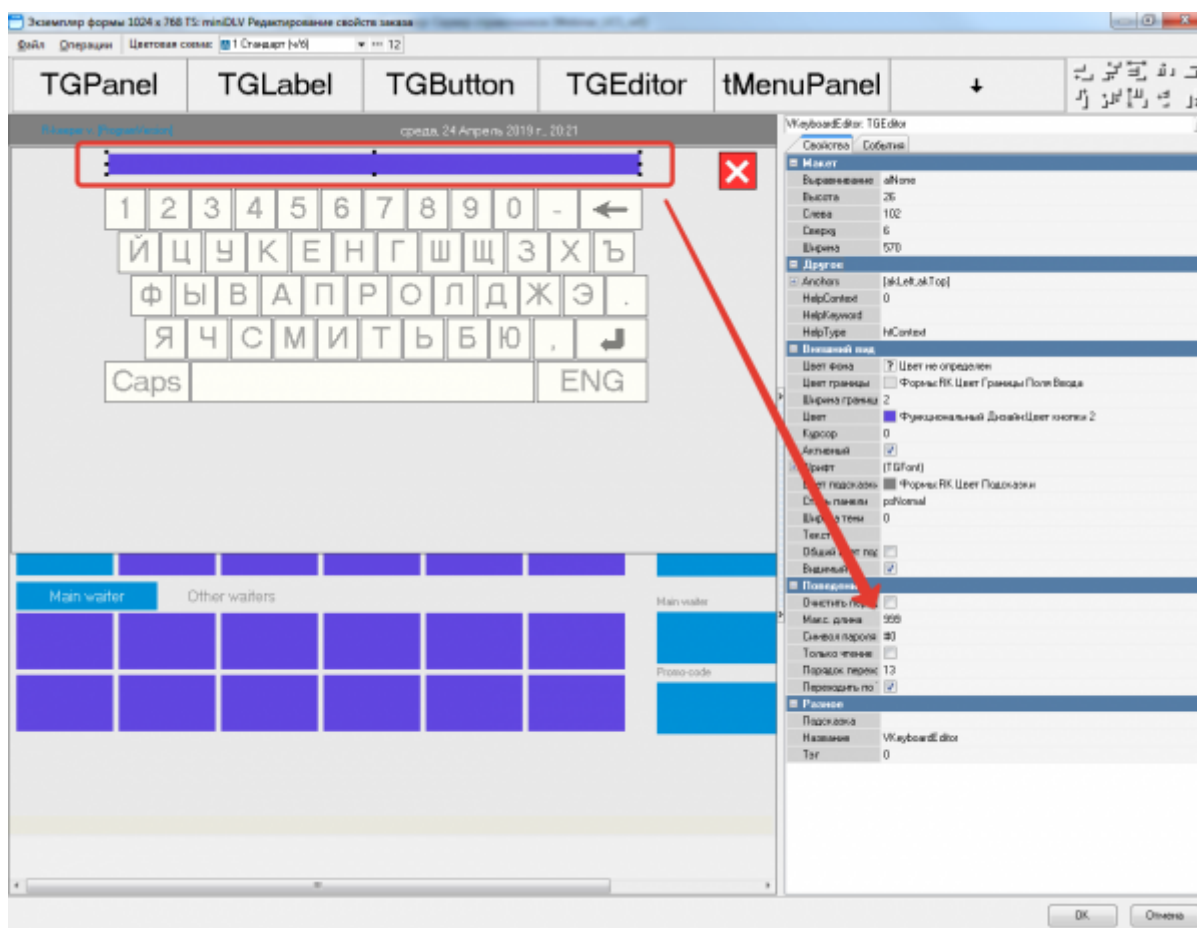 Экземпляр формы 1024 x 768 TS: miniDLV Редактирование свойств заказа
Файл Операции Цветовая схема: 1 Стандарт (v6) 12
TGPanel TGLabel TGButton TGEditor tMenuPanel
среда, 24 Апрель 2019 г., 20:21
1 2 3 4 5 6 7 8 9 0 -
Й Ц У К Е Н Г Ш Щ З Х Ъ
Ф Ы В А П Р О Л Д Ж Э .
Я Ч С М И Т Ь Б Ю ,
Caps ENG
Main waiter Other waiters
Main waiter
Promo-code
VKeyboardEditor: TGEditor
Свойства События
Макет
Выравнивание alNone
Высота 26
Слева 102
Сверху 6
Ширина 570
Другое
Anchors [akLeft,akTop]
HelpContext 0
HelpKeyword
HelpType htContext
Внешний вид
Цвет фона ? Цвет не определен
Цвет границы Формы RK.Цвет Границы Поля Ввода
Ширина границы 2
Цвет Функциональный Дизайн.Цвет кнопки 2
Курсор 0
Активный
Шрифт (TGFont)
Формы RK.Цвет Подсказки
панели psNormal
Ширина тени 0
Текст
Общий
Видимый
Поведение
Очистить
Макс. длина 999
Символ пароля #0
Только чтение
Порядок 13
Переходить по
Разное
Подсказка
Название VKeyboardEditor
Тэг 0
OK Отмена